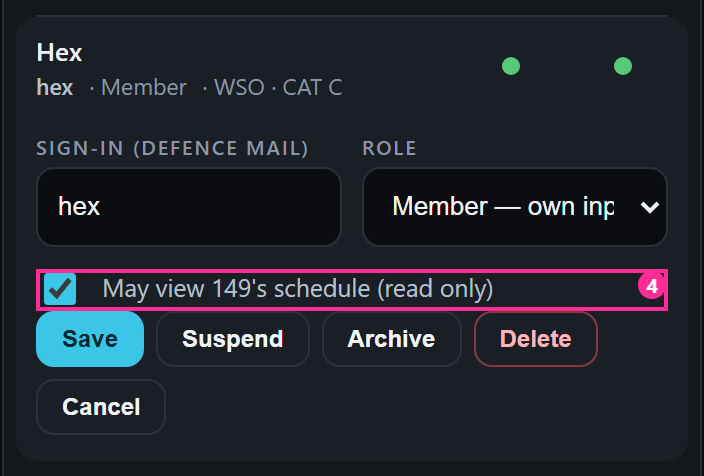 Hex
hex · Member · WSO · CAT C
SIGN-IN (DEFENCE MAIL) ROLE
hex Member — own inp
May view 149's schedule (read only) 4
Save Suspend Archive Delete
Cancel